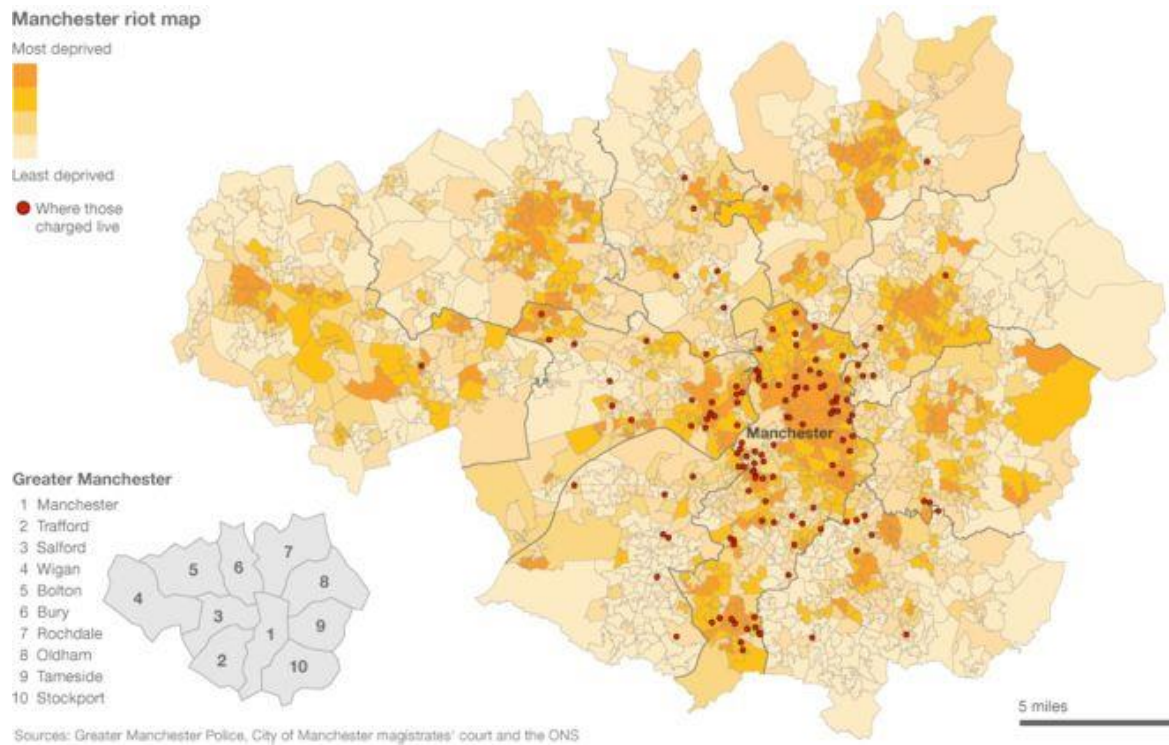 Manchester riot map
Most deprived
Least deprived
Where those
charged live
Manchester
Greater Manchester
1 Manchester
2 Trafford
3 Salford
4 Wigan
5 Bolton
6 Bury
7 Rochdale
8 Oldham
9 Tameside
10 Stockport
7
5
6
8
4
3
9
1
2
10
5 miles
Sources: Greater Manchester Police, City of Manchester magistrates' court and the ONS